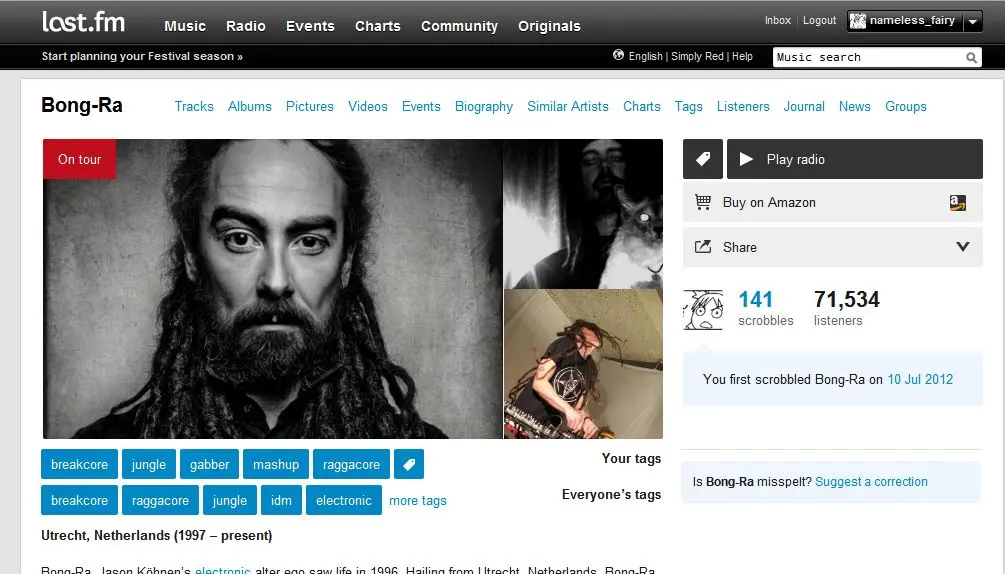 last.fm Music Radio Events Charts Community Originals Inbox | Logout nameless_fairy
Start planning your Festival season » English | Simply Red | Help Music search
Bong-Ra Tracks Albums Pictures Videos Events Biography Similar Artists Charts Tags Listeners Journal News Groups
On tour
Play radio
Buy on Amazon
Share
141 71,534
scrobbles listeners
You first scrobbled Bong-Ra on 10 Jul 2012
breakcore jungle gabber mashup raggacore Your tags
breakcore raggacore jungle idm electronic more tags Everyone's tags
Is Bong-Ra misspelt? Suggest a correction
Utrecht, Netherlands (1997 – present)
Bong-Ra, Jason Köhnen's electronic alter ego saw life in 1996. Hailing from Utrecht, Netherlands, Bong-Ra